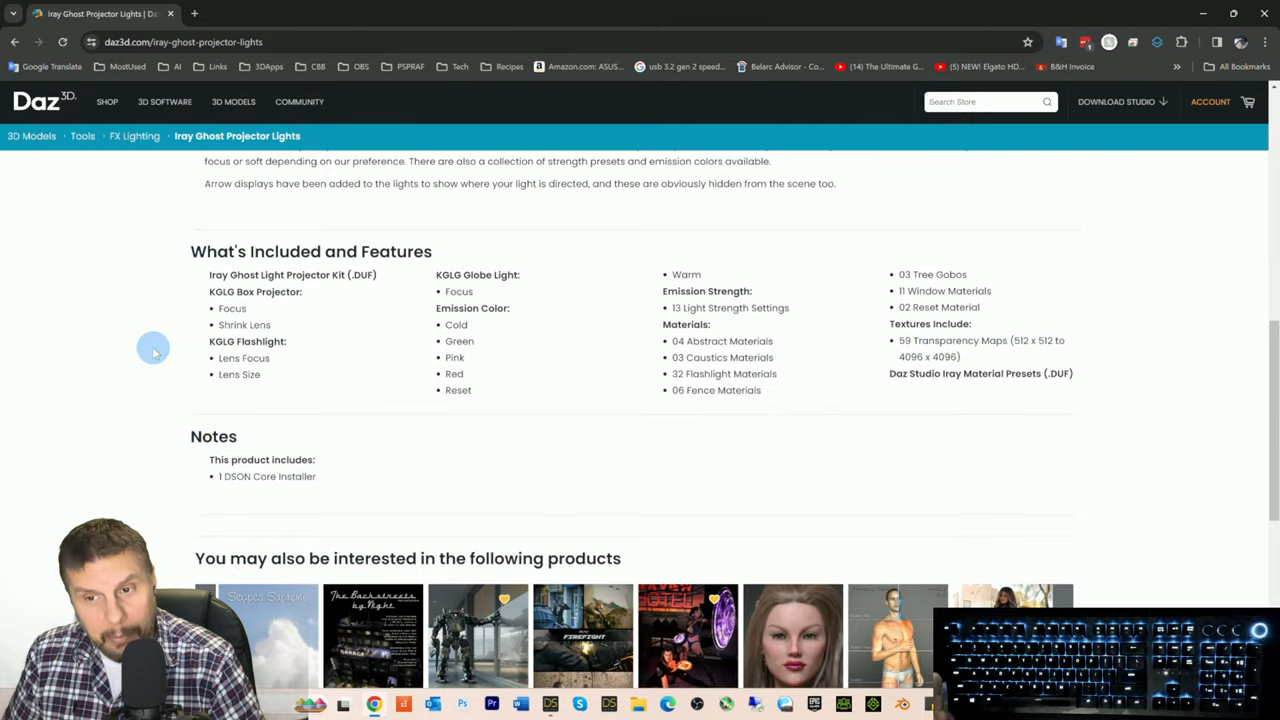 Iray Ghost Projector Lights | Da
daz3d.com/iray-ghost-projector-lights
Google Translate
MostUsed
AI
Links
3DApps
CBB
OBS
PSPRAF
Tech
Recipes
Amazon.com: ASUS...
usb 3.2 gen 2 speed...
Belarc Advisor - Co...
(14) The Ultimate G...
(5) NEW! Elgato HD...
B&H Invoice
»
All Bookmarks
Daz 3D
SHOP
3D SOFTWARE
3D MODELS
COMMUNITY
Search Store
DOWNLOAD STUDIO
ACCOUNT
3D Models · Tools · FX Lighting · Iray Ghost Projector Lights
focus or soft depending on our preference. There are also a collection of strength presets and emission colors available.
Arrow displays have been added to the lights to show where your light is directed, and these are obviously hidden from the scene too.
What's Included and Features
Iray Ghost Light Projector Kit (.DUF)
KGLG Box Projector:
• Focus
• Shrink Lens
KGLG Flashlight:
• Lens Focus
• Lens Size
KGLG Globe Light:
• Focus
Emission Color:
• Cold
• Green
• Pink
• Red
• Reset
• Warm
Emission Strength:
• 13 Light Strength Settings
Materials:
• 04 Abstract Materials
• 03 Caustics Materials
• 32 Flashlight Materials
• 06 Fence Materials
• 03 Tree Gobos
• 11 Window Materials
• 02 Reset Material
Textures Include:
• 59 Transparency Maps (512 x 512 to
4096 x 4096)
Daz Studio Iray Material Presets (.DUF)
Notes
This product includes:
• 1 DSON Core Installer
You may also be interested in the following products
Scapes Supreme
The Backstreets
by Night
GARAGE
FIREFIGHT